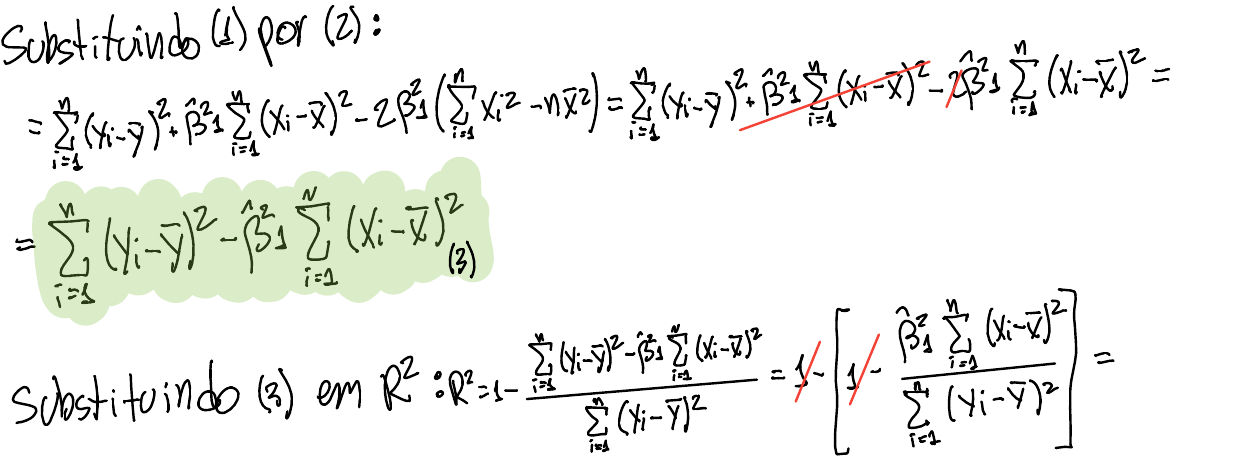 Substituindo (1) por (2):
= \sum_{i=1}^{n} (y_i - \bar{y})^2 + \hat{\beta}_1^2 \sum_{i=1}^{n} (x_i - \bar{x})^2 - 2\hat{\beta}_1^2 \left( \sum_{i=1}^{n} x_i^2 - n\bar{x}^2 \right) = \sum_{i=1}^{n} (y_i - \bar{y})^2 + \hat{\beta}_1^2 \sum_{i=1}^{n} (x_i - \bar{x})^2 - 2\hat{\beta}_1^2 \sum_{i=1}^{n} (x_i - \bar{x})^2 =
= \sum_{i=1}^{n} (y_i - \bar{y})^2 - \hat{\beta}_1^2 \sum_{i=1}^{n} (x_i - \bar{x})^2 (3)
Substituindo (3) em R^2: R^2 = 1 - \frac{\sum_{i=1}^{n} (y_i - \bar{y})^2 - \hat{\beta}_1^2 \sum_{i=1}^{n} (x_i - \bar{x})^2}{\sum_{i=1}^{n} (y_i - \bar{y})^2} = 1 - \left[ 1 - \frac{\hat{\beta}_1^2 \sum_{i=1}^{n} (x_i - \bar{x})^2}{\sum_{i=1}^{n} (y_i - \bar{y})^2} \right] =